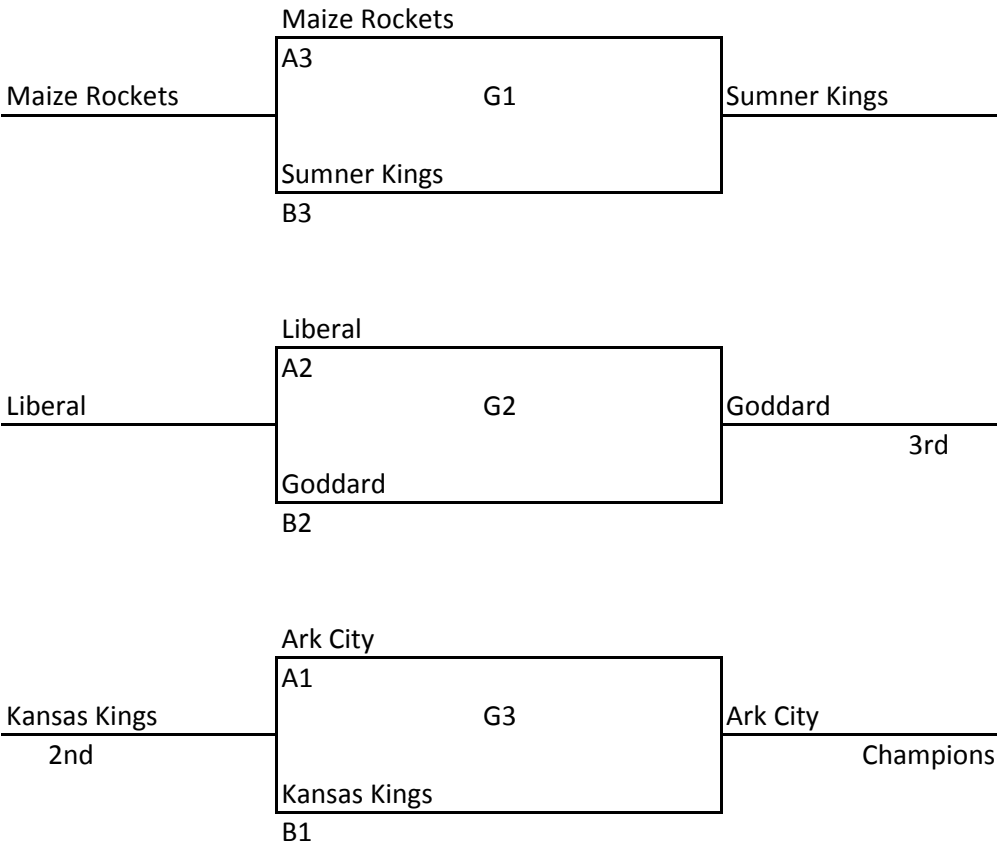 Maize Rockets
A3
Maize Rockets G1 Sumner Kings
Sumner Kings
B3
Liberal
A2
Liberal G2 Goddard
3rd
Goddard
B2
Ark City
A1
Kansas Kings G3 Ark City
2nd Champions
Kansas Kings
B1